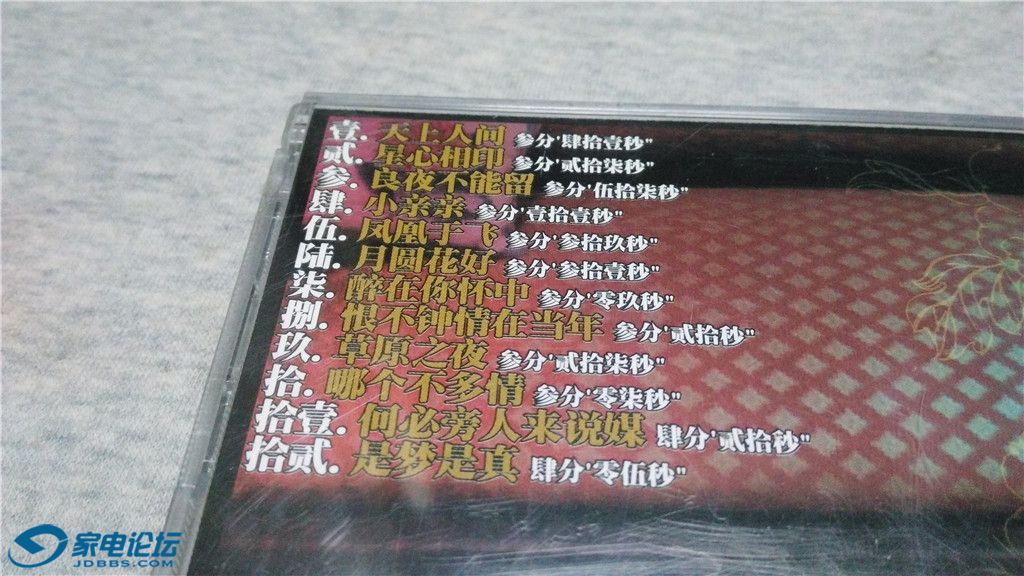 壹. 天上人间 参分'肆拾壹秒"
贰. 星心相印 参分'贰拾柒秒"
参. 良夜不能留 参分'伍拾柒秒"
肆. 小亲亲 参分'壹拾壹秒"
伍. 凤凰于飞 参分'参拾玖秒"
陆. 月圆花好 参分'参拾壹秒"
柒. 醉在你怀中 参分'零玖秒"
捌. 恨不钟情在当年 参分'贰拾秒"
玖. 草原之夜 参分'贰拾柒秒"
拾. 哪个不多情 参分'零柒秒"
拾壹. 何必旁人来说媒 肆分'贰拾秒"
拾贰. 是梦是真 肆分'零伍秒"
家电论坛
JDBBS.COM